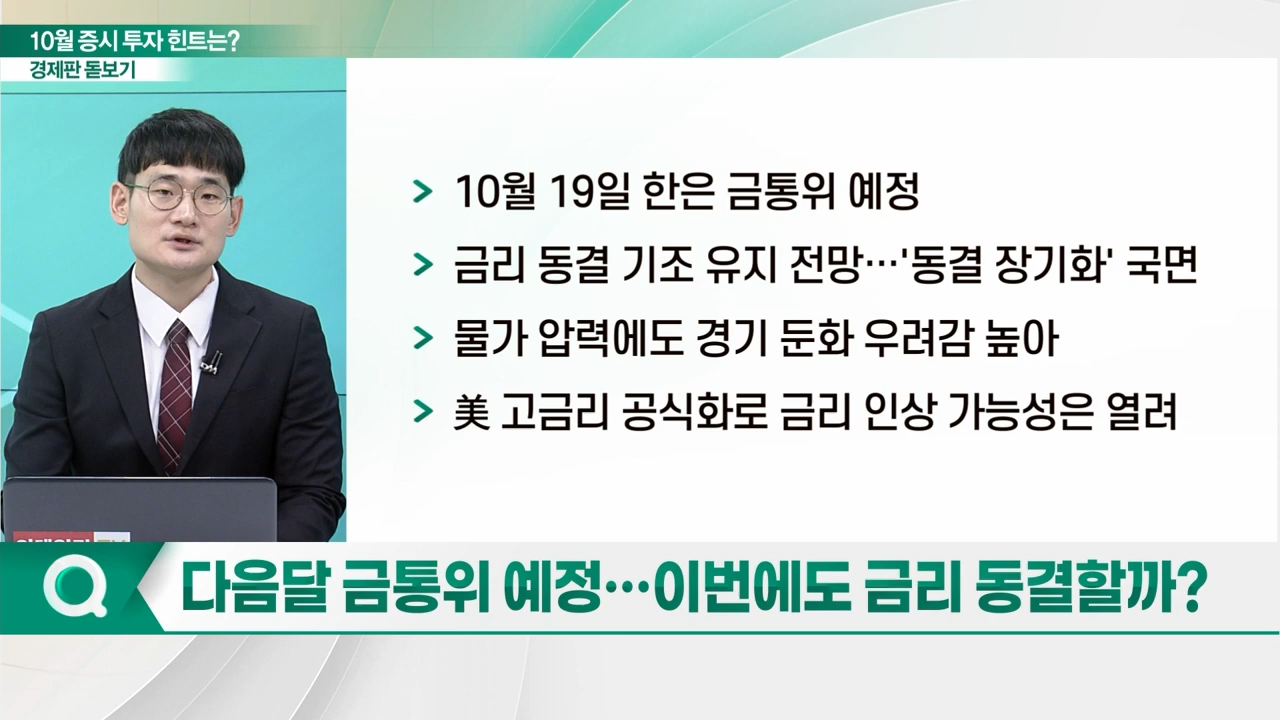 10월 증시 투자 힌트는?
경제판 돋보기
> 10월 19일 한은 금통위 예정
> 금리 동결 기조 유지 전망…'동결 장기화' 국면
> 물가 압력에도 경기 둔화 우려감 높아
> 美 고금리 공식화로 금리 인상 가능성은 열려
다음달 금통위 예정…이번에도 금리 동결할까?